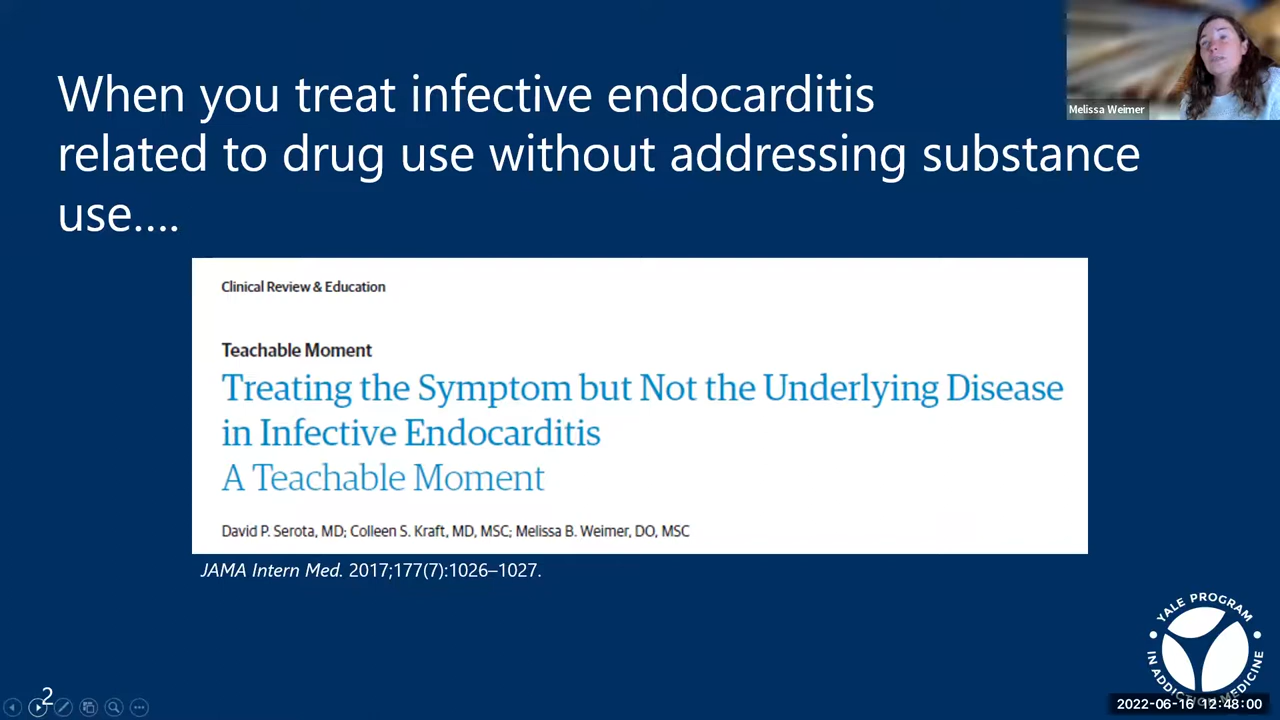 When you treat infective endocarditis
related to drug use without addressing substance
use....
Melissa Weimer
Clinical Review & Education
Teachable Moment
Treating the Symptom but Not the Underlying Disease
in Infective Endocarditis
A Teachable Moment
David P. Serota, MD; Colleen S. Kraft, MD, MSC; Melissa B. Weimer, DO, MSC
JAMA Intern Med. 2017;177(7):1026–1027.
YALE PROGRAM
IN ADDICTION MEDICINE
2
2022-06-16 12:48:00